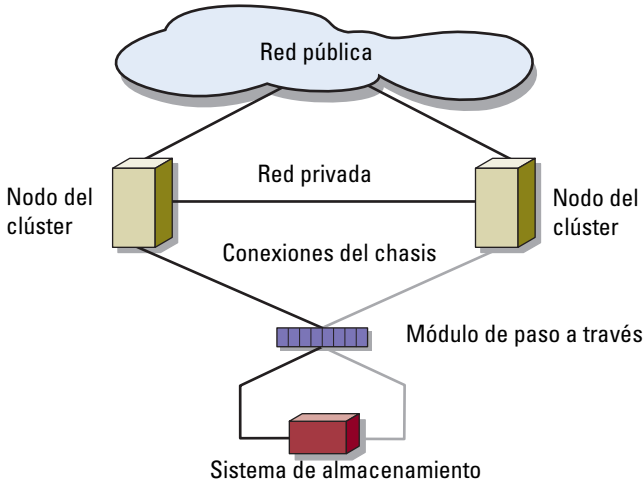 Red pública
Red privada
Nodo del
clúster
Nodo del
clúster
Conexiones del chasis
Módulo de paso a través
Sistema de almacenamiento